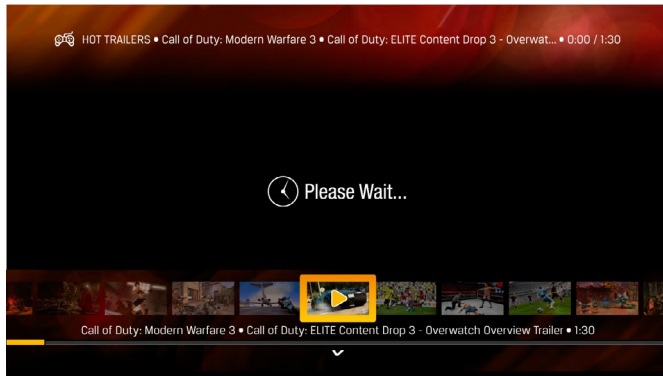 HOT TRAILERS • Call of Duty: Modern Warfare 3 • Call of Duty: ELITE Content Drop 3 - Overwat... • 0:00 / 1:30
Please Wait...
Call of Duty: Modern Warfare 3 • Call of Duty: ELITE Content Drop 3 - Overwatch Overview Trailer • 1:30